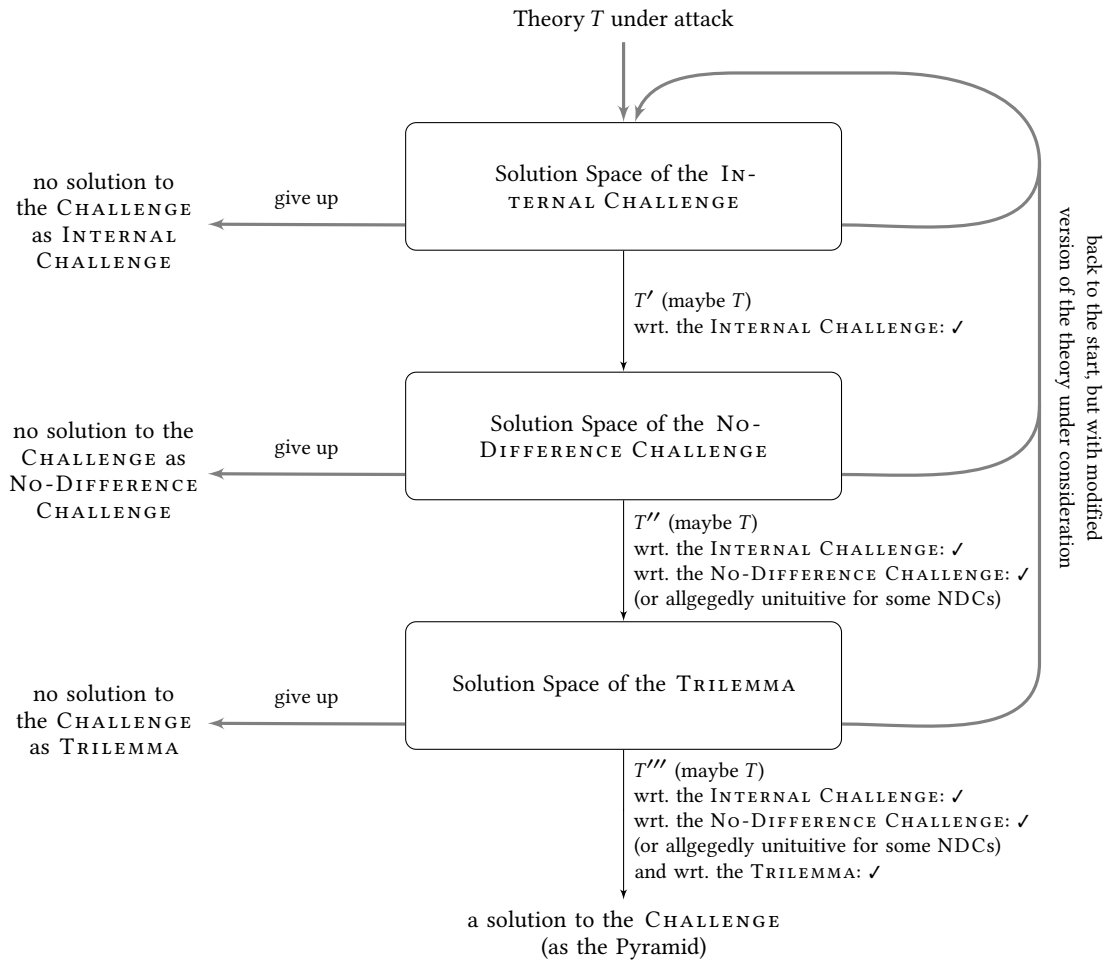 Theory T under attack
Solution Space of the IN-
TERNAL CHALLENGE
no solution to
the CHALLENGE
as INTERNAL
CHALLENGE
give up
T′ (maybe T)
wrt. the INTERNAL CHALLENGE: ✓
back to the start, but with modified
version of the theory under consideration
Solution Space of the NO-
DIFFERENCE CHALLENGE
no solution to the
CHALLENGE as
NO-DIFFERENCE
CHALLENGE
give up
T′′ (maybe T)
wrt. the INTERNAL CHALLENGE: ✓
wrt. the NO-DIFFERENCE CHALLENGE: ✓
(or allgegedly unituitive for some NDCs)
Solution Space of the TRILEMMA
no solution to
the CHALLENGE
as TRILEMMA
give up
T′′′ (maybe T)
wrt. the INTERNAL CHALLENGE: ✓
wrt. the NO-DIFFERENCE CHALLENGE: ✓
(or allgegedly unituitive for some NDCs)
and wrt. the TRILEMMA: ✓
a solution to the CHALLENGE
(as the Pyramid)